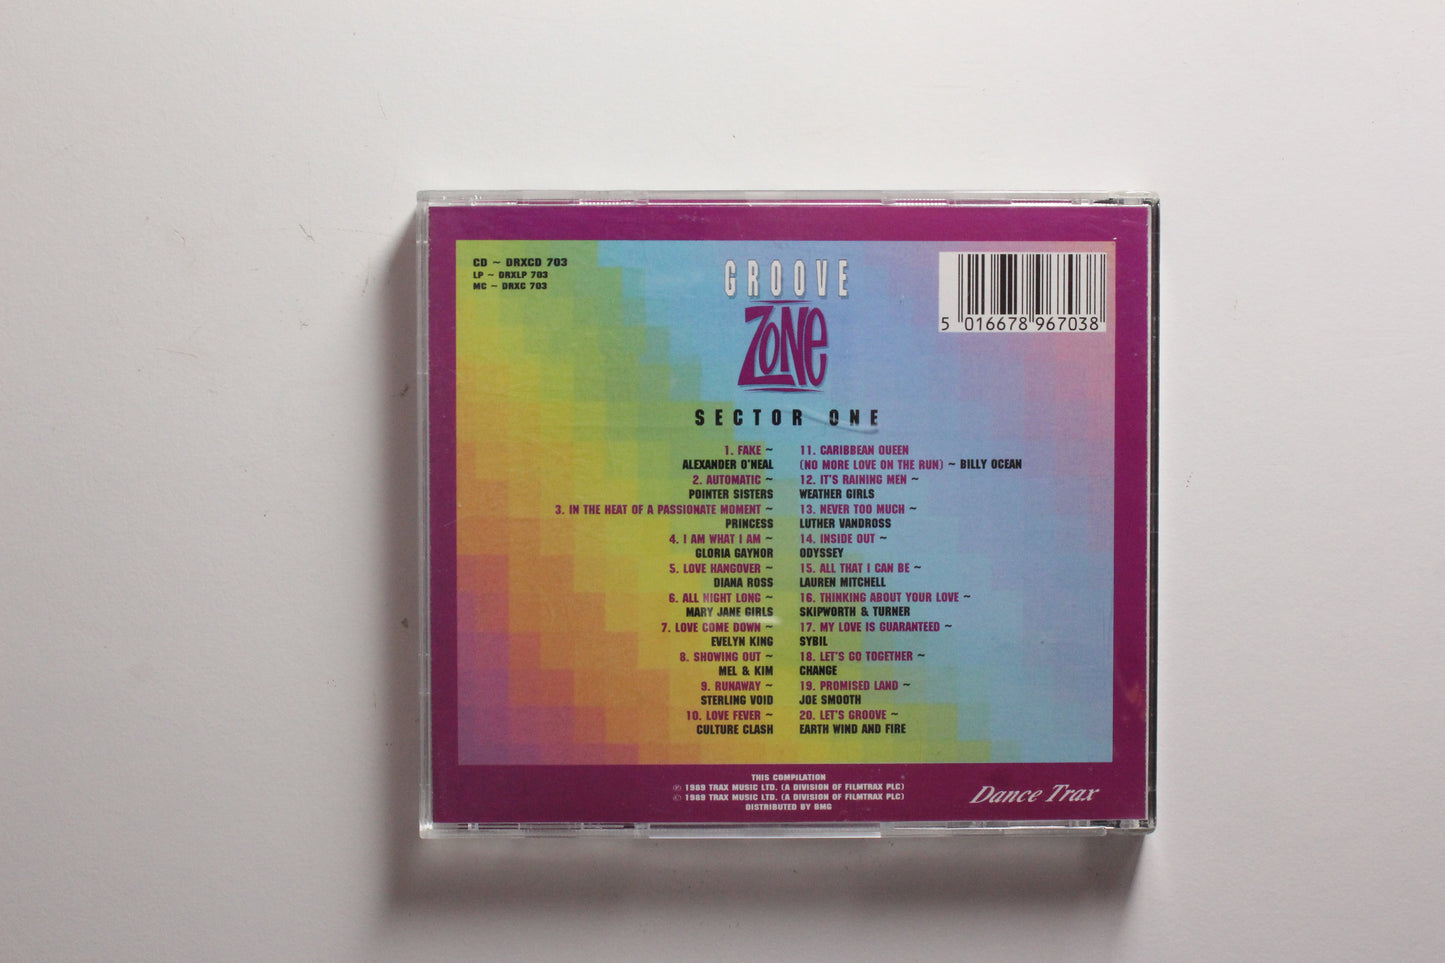 CD ~ DRXCD 703
LP ~ DRXLP 703
MC ~ DRXC 703
GROOVE
ZONE
5 016678 967038
SECTOR ONE
1. FAKE ~
ALEXANDER O'NEAL
2. AUTOMATIC ~
POINTER SISTERS
3. IN THE HEAT OF A PASSIONATE MOMENT ~
PRINCESS
4. I AM WHAT I AM ~
GLORIA GAYNOR
5. LOVE HANGOVER ~
DIANA ROSS
6. ALL NIGHT LONG ~
MARY JANE GIRLS
7. LOVE COME DOWN ~
EVELYN KING
8. SHOWING OUT ~
MEL & KIM
9. RUNAWAY ~
STERLING VOID
10. LOVE FEVER ~
CULTURE CLASH
11. CARIBBEAN QUEEN
(NO MORE LOVE ON THE RUN) ~ BILLY OCEAN
12. IT'S RAINING MEN ~
WEATHER GIRLS
13. NEVER TOO MUCH ~
LUTHER VANDROSS
14. INSIDE OUT ~
ODYSSEY
15. ALL THAT I CAN BE ~
LAUREN MITCHELL
16. THINKING ABOUT YOUR LOVE ~
SKIPWORTH & TURNER
17. MY LOVE IS GUARANTEED ~
SYBIL
18. LET'S GO TOGETHER ~
CHANGE
19. PROMISED LAND ~
JOE SMOOTH
20. LET'S GROOVE ~
EARTH WIND AND FIRE
THIS COMPILATION
℗ 1989 TRAX MUSIC LTD. (A DIVISION OF FILMTRAX PLC)
© 1989 TRAX MUSIC LTD. (A DIVISION OF FILMTRAX PLC)
DISTRIBUTED BY BMG
Dance Trax